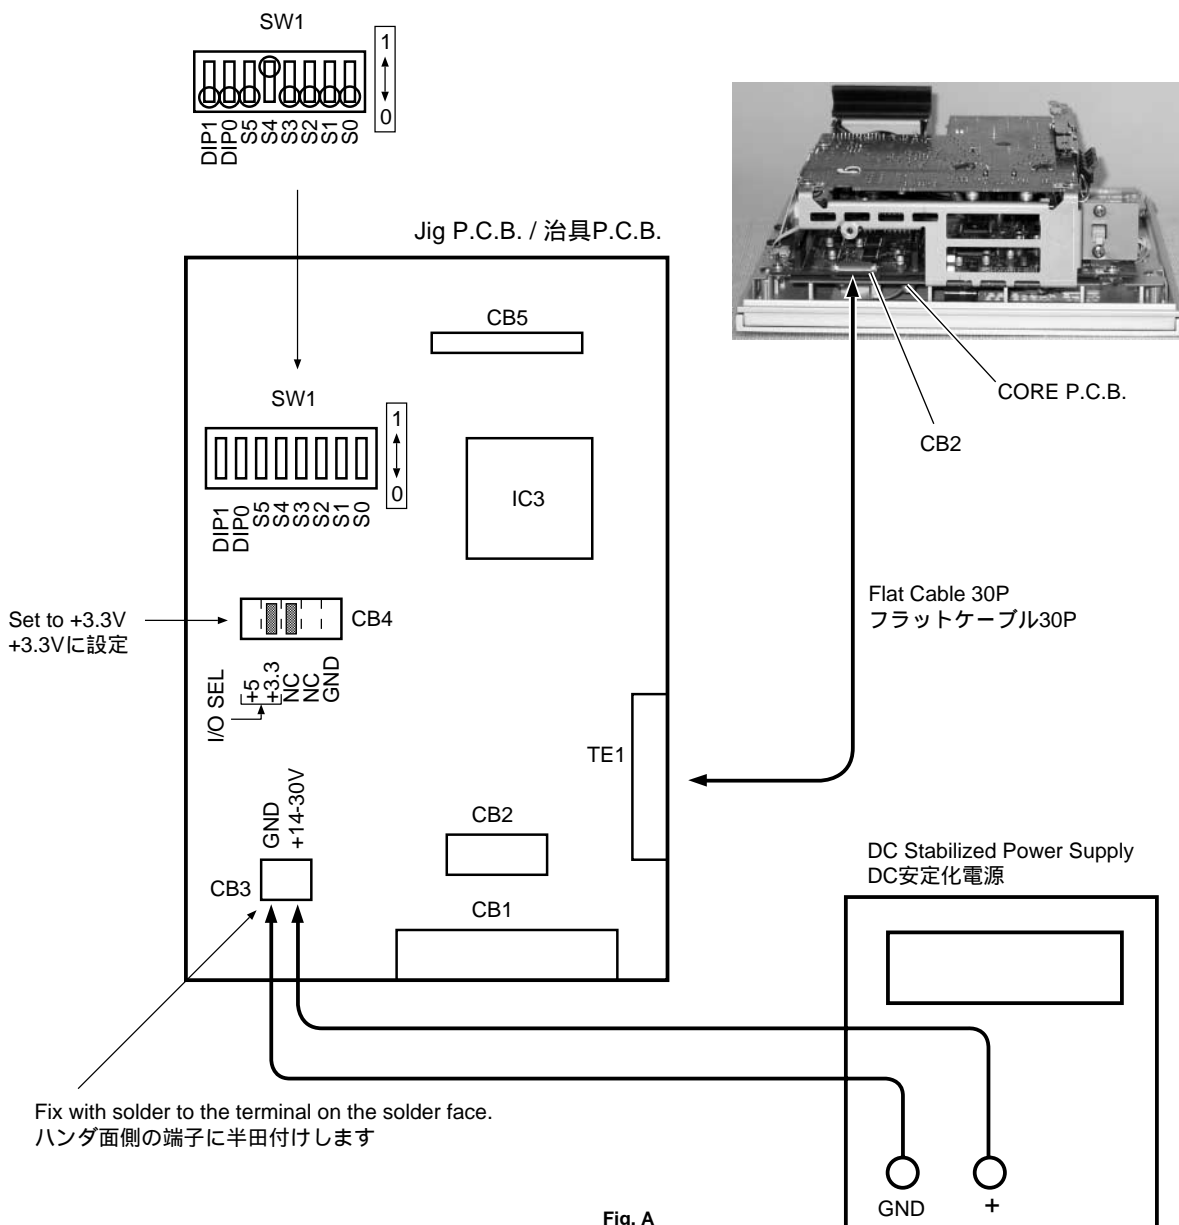 SW1
1
0
DIP1
DIP0
S5
S4
S3
S2
S1
S0
Jig P.C.B. / 治具P.C.B.
CB5
SW1
1
0
DIP1
DIP0
S5
S4
S3
S2
S1
S0
IC3
CORE P.C.B.
CB2
Set to +3.3V
+3.3Vに設定
CB4
I/O SEL
+5
+3.3
NC
NC
GND
Flat Cable 30P
フラットケーブル30P
TE1
GND
+14-30V
CB3
CB2
CB1
DC Stabilized Power Supply
DC安定化電源
Fix with solder to the terminal on the solder face.
ハンダ面側の端子に半田付けします
GND
+
Fig. A